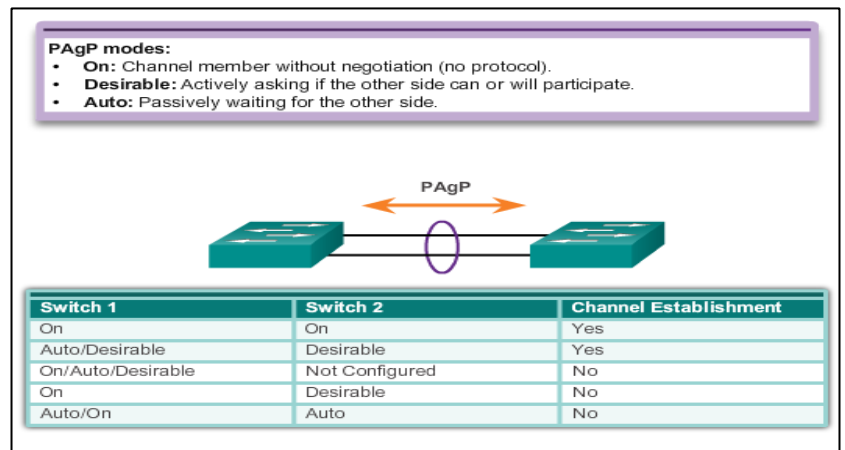 PAgP modes:
• On: Channel member without negotiation (no protocol).
• Desirable: Actively asking if the other side can or will participate.
• Auto: Passively waiting for the other side.
PAgP
Switch 1 Switch 2 Channel Establishment
On On Yes
Auto/Desirable Desirable Yes
On/Auto/Desirable Not Configured No
On Desirable No
Auto/On Auto No